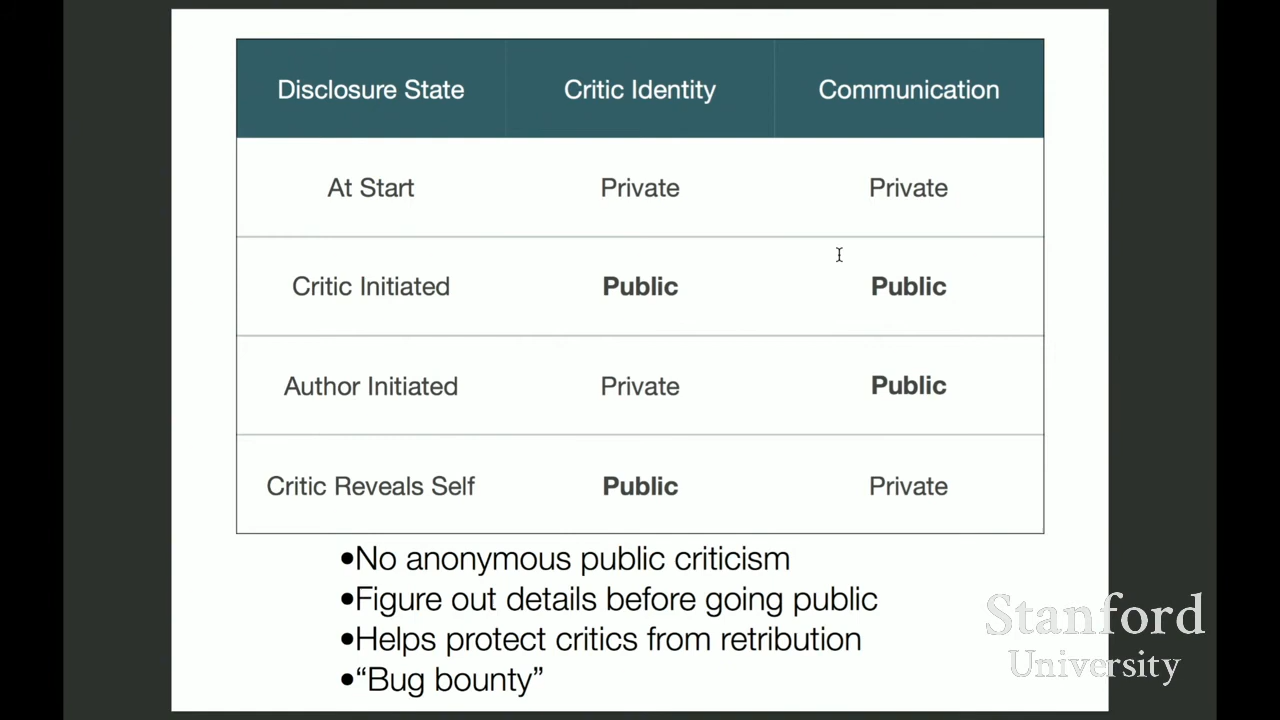 Disclosure State Critic Identity Communication
At Start Private Private
Critic Initiated Public Public
Author Initiated Private Public
Critic Reveals Self Public Private
•No anonymous public criticism
•Figure out details before going public
•Helps protect critics from retribution
•“Bug bounty”
Stanford
University